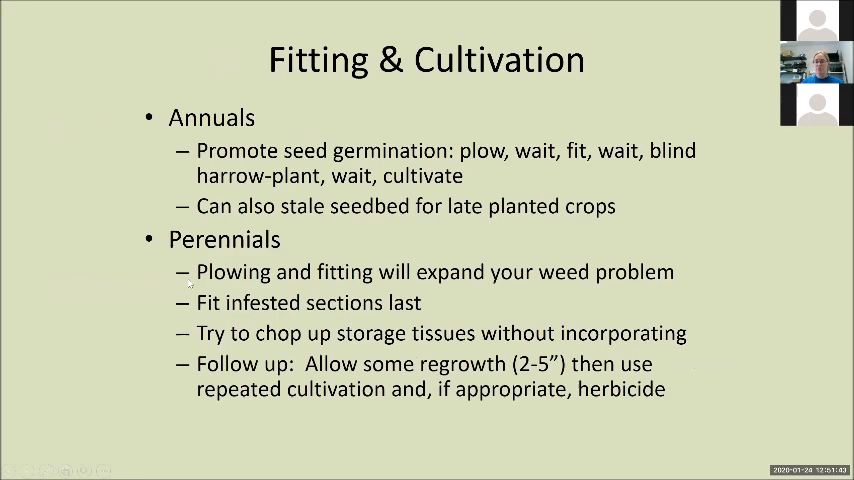 Fitting & Cultivation
• Annuals
– Promote seed germination: plow, wait, fit, wait, blind
harrow-plant, wait, cultivate
– Can also stale seedbed for late planted crops
• Perennials
– Plowing and fitting will expand your weed problem
– Fit infested sections last
– Try to chop up storage tissues without incorporating
– Follow up: Allow some regrowth (2-5”) then use
repeated cultivation and, if appropriate, herbicide
2020-01-24 12:51:43